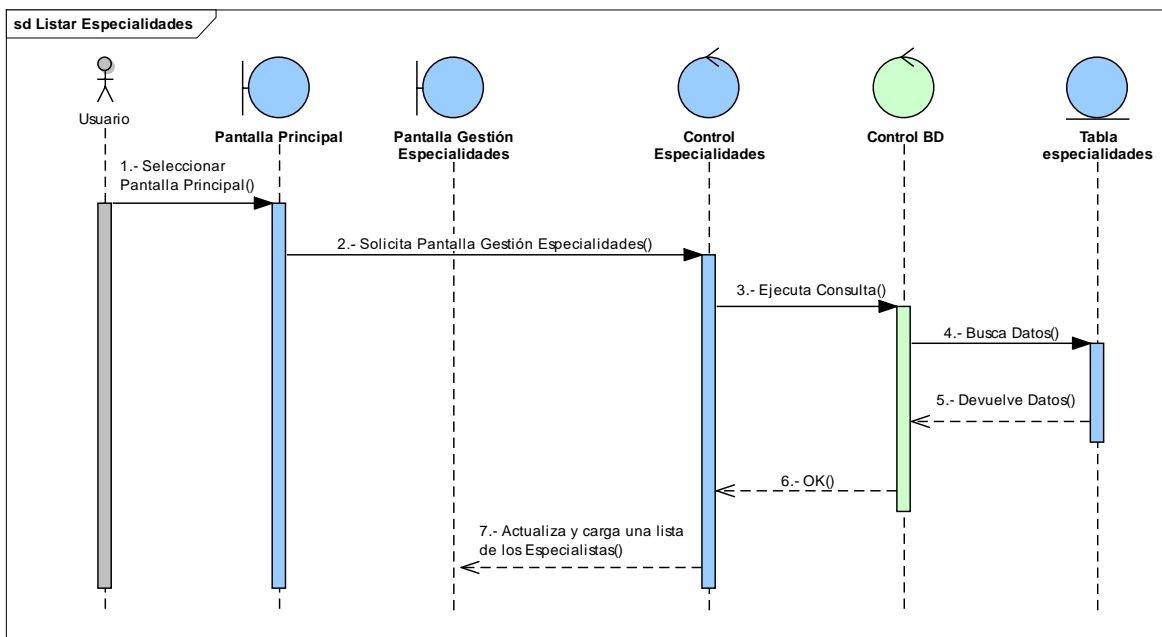 sd Listar Especialidades
Usuario
Pantalla Principal
Pantalla Gestión
Especialidades
Control
Especialidades
Control BD
Tabla
especialidades
1.- Seleccionar
Pantalla Principal()
2.- Solicita Pantalla Gestión Especialidades()
3.- Ejecuta Consulta()
4.- Busca Datos()
5.- Devuelve Datos()
6.- OK()
7.- Actualiza y carga una lista
de los Especialistas()